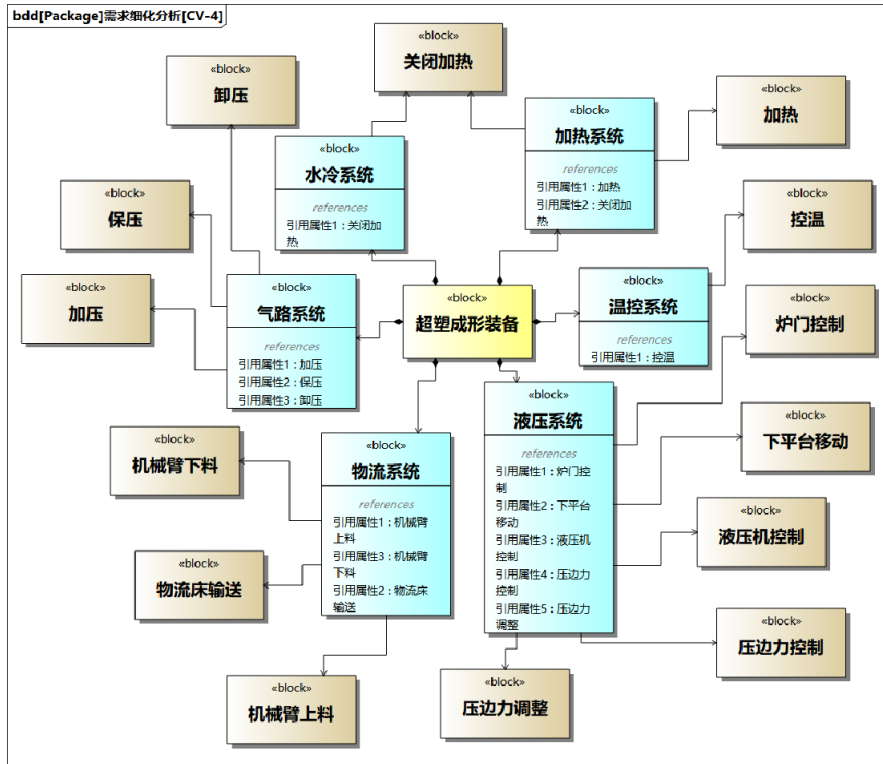 bdd[Package]需求细化分析[CV-4]
«block»
关闭加热
«block»
卸压
«block»
加热
«block»
加热系统
references
引用属性1：加热
引用属性2：关闭加
热
«block»
水冷系统
references
引用属性1：关闭加
热
«block»
保压
«block»
控温
«block»
加压
«block»
气路系统
references
引用属性1：加压
引用属性2：保压
引用属性3：卸压
«block»
超塑成形装备
«block»
温控系统
references
引用属性1：控温
«block»
炉门控制
«block»
液压系统
references
引用属性1：炉门控
制
引用属性2：下平台
移动
引用属性3：液压机
控制
引用属性4：压边力
控制
引用属性5：压边力
调整
«block»
下平台移动
«block»
机械臂下料
«block»
物流系统
references
引用属性1：机械臂
上料
引用属性3：机械臂
下料
引用属性2：物流床
输送
«block»
液压机控制
«block»
物流床输送
«block»
压边力控制
«block»
机械臂上料
«block»
压边力调整